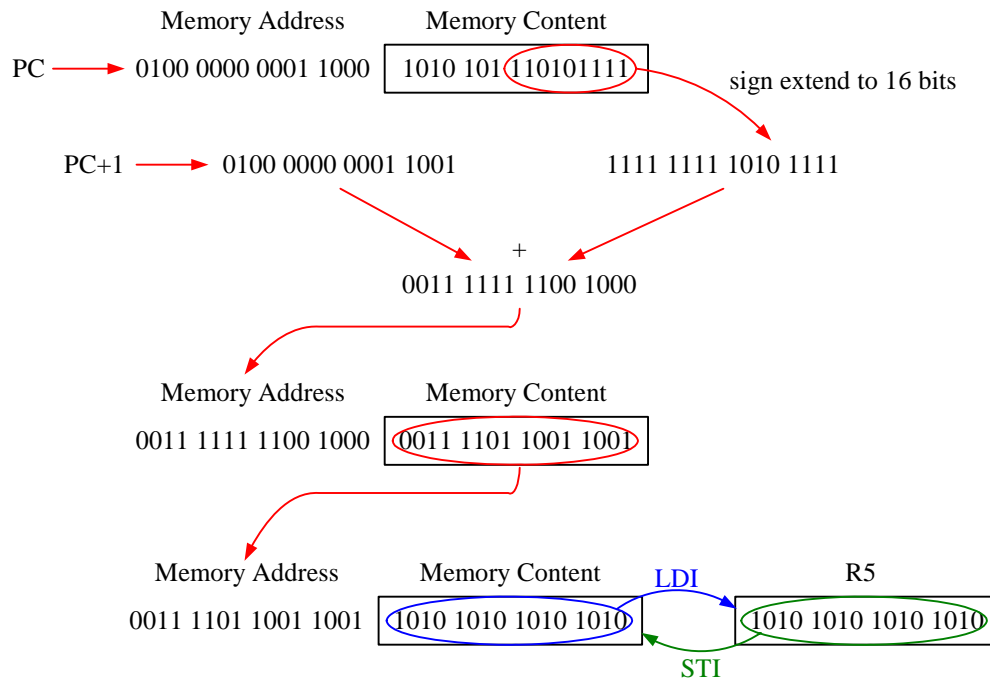 Memory Address Memory Content
PC 0100 0000 0001 1000 1010 101 110101111
sign extend to 16 bits
PC+1 0100 0000 0001 1001 1111 1111 1010 1111
+
0011 1111 1100 1000
Memory Address Memory Content
0011 1111 1100 1000 0011 1101 1001 1001
Memory Address Memory Content LDI R5
0011 1101 1001 1001 1010 1010 1010 1010 1010 1010 1010 1010
STI